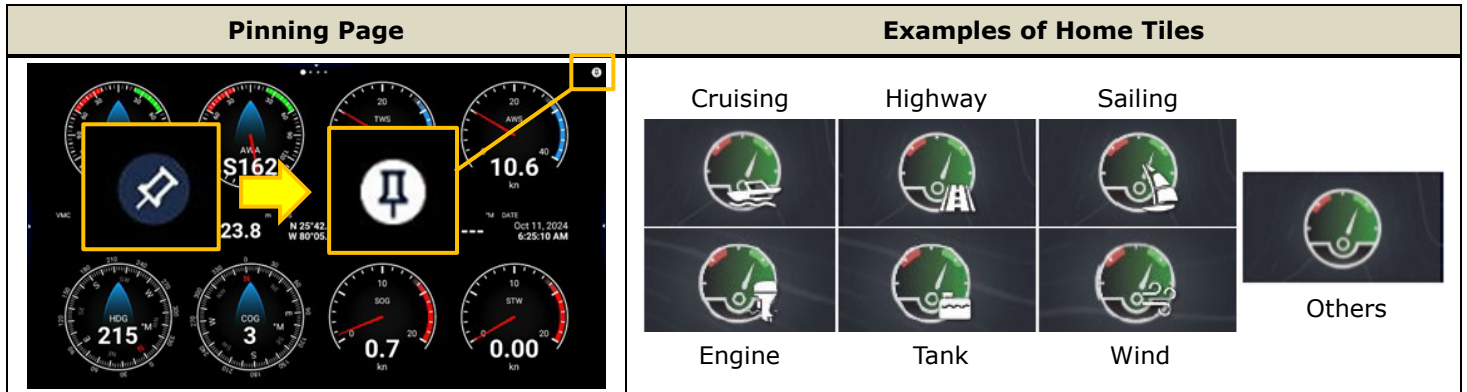 Pinning Page
Examples of Home Tiles
TWS
20
AWS
20
40
10.6
kn
AWA
S162
VMC
m
23.8
N 25°42.
W 80°05.
°M
---
DATE
Oct 11, 2024
6:25:10 AM
HDG
215
°M
COG
3
°M
SOG
10
0
20
0.7
kn
STW
10
0
20
0.00
kn
Cruising
Highway
Sailing
Engine
Tank
Wind
Others